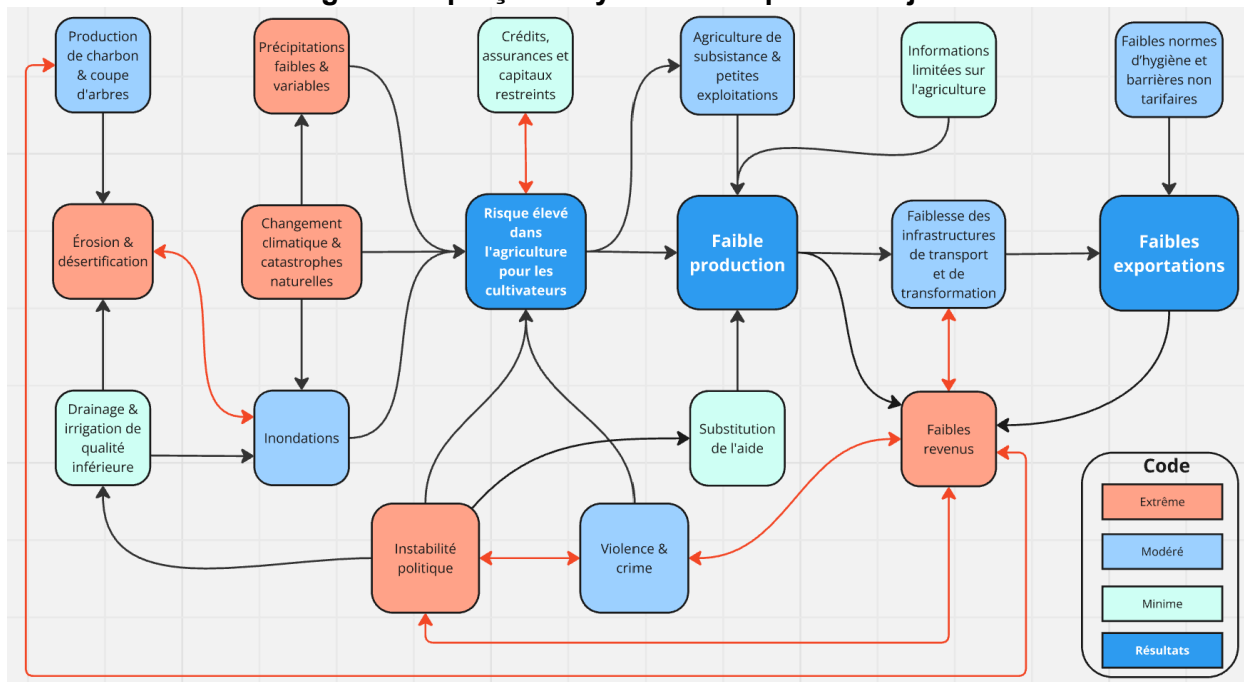 Production
de charbon
& coupe
d'arbres
Précipitations
faibles &
variables
Crédits,
assurances et
capitaux
restreints
Agriculture de
subsistance &
petites
exploitations
Informations
limitées sur
l'agriculture
Faibles normes
d'hygiène et
barrières non
tarifaires
Érosion &
désertification
Changement
climatique &
catastrophes
naturelles
Risque élevé
dans
l'agriculture
pour les
cultivateurs
Faible
production
Faiblesse des
infrastructures
de transport
et de
transformation
Faibles
exportations
Drainage &
irrigation de
qualité
inférieure
Inondations
Substitution
de l'aide
Faibles
revenus
Instabilité
politique
Violence &
crime
Code
Extrême
Modéré
Minime
Résultats